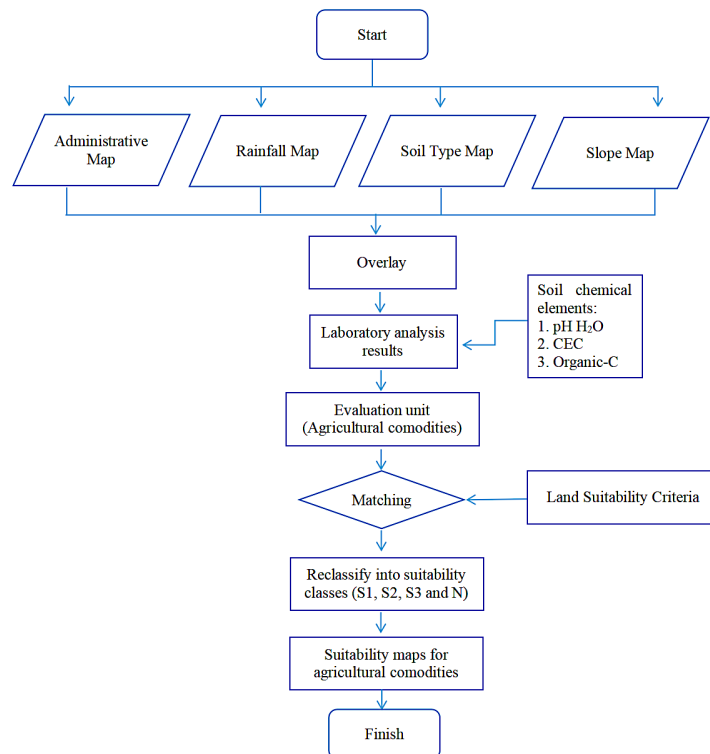 Start
Administrative
Map
Rainfall Map
Soil Type Map
Slope Map
Overlay
Soil chemical
elements:
1. pH H₂O
2. CEC
3. Organic-C
Laboratory analysis
results
Evaluation unit
(Agricultural comodities)
Matching
Land Suitability Criteria
Reclassify into suitability
classes (S1, S2, S3 and N)
Suitability maps for
agricultural comodities
Finish